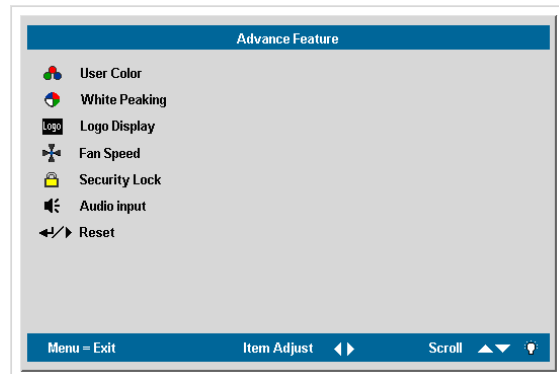 Advance Feature
User Color
White Peaking
Logo Logo Display
Fan Speed
Security Lock
Audio input
Reset
Menu = Exit Item Adjust Scroll